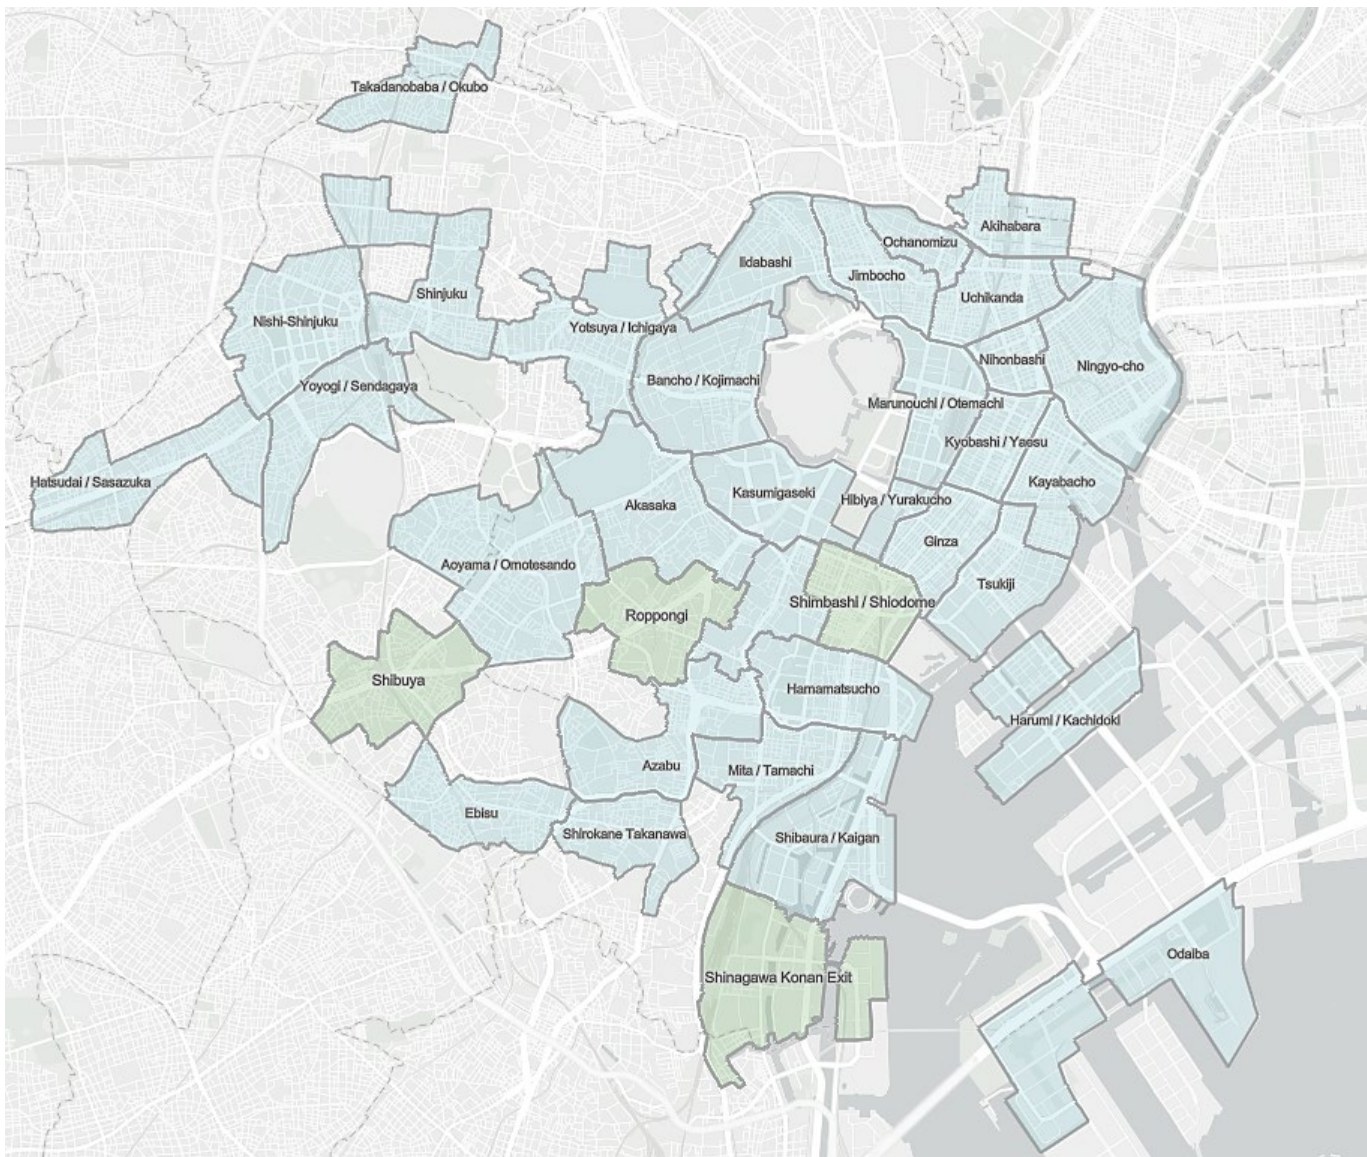 Takadanobaba / Okubo
Akihabara
Ochanomizu
Iidabashi
Jimbocho
Shinjuku
Uchikanda
Nishi-Shinjuku
Yotsuya / Ichigaya
Nihonbashi
Ningyo-cho
Bancho / Kojimachi
Yoyogi / Sendagaya
Marunouchi / Otemachi
Kyobashi / Yaesu
Hatsudai / Sasazuka
Kayabacho
Kasumigaseki
Hibiya / Yurakucho
Akasaka
Ginza
Aoyama / Omotesando
Tsukiji
Shimbashi / Shiodome
Roppongi
Shibuya
Hamamatsucho
Harumi / Kachidoki
Azabu
Mita / Tamachi
Ebisu
Shirokane Takanawa
Shibaura / Kaigan
Odaiba
Shinagawa Konan Exit